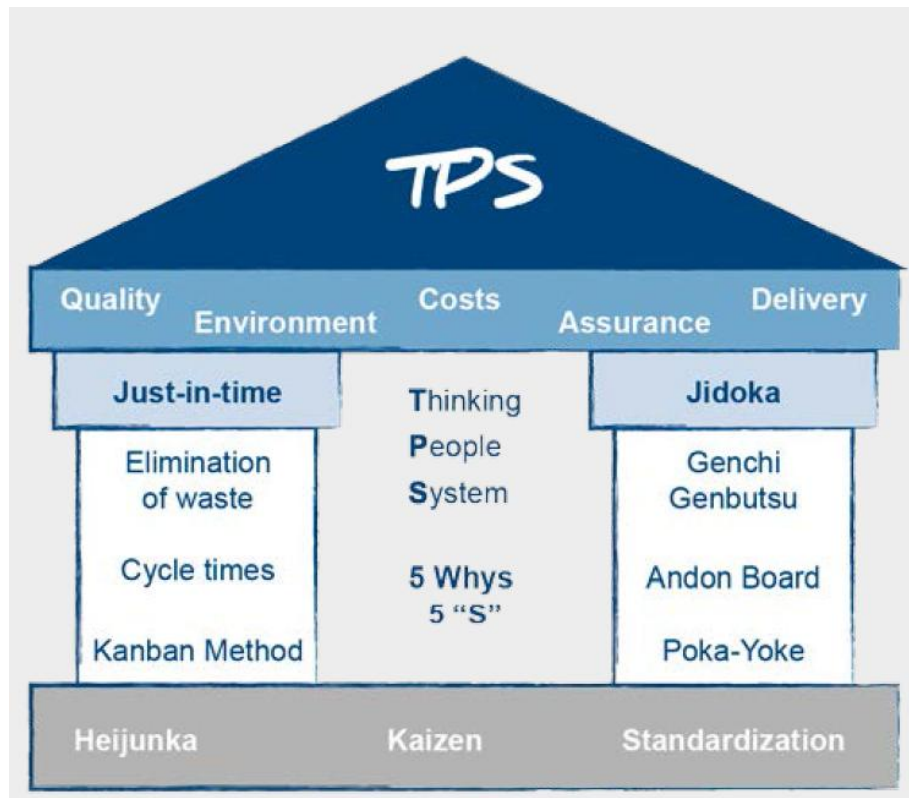 TPS
Quality Environment Costs Assurance Delivery
Just-in-time
Elimination
of waste
Cycle times
Kanban Method
Thinking
People
System
5 Whys
5 “S”
Jidoka
Genchi
Genbutsu
Andon Board
Poka-Yoke
Heijunka Kaizen Standardization